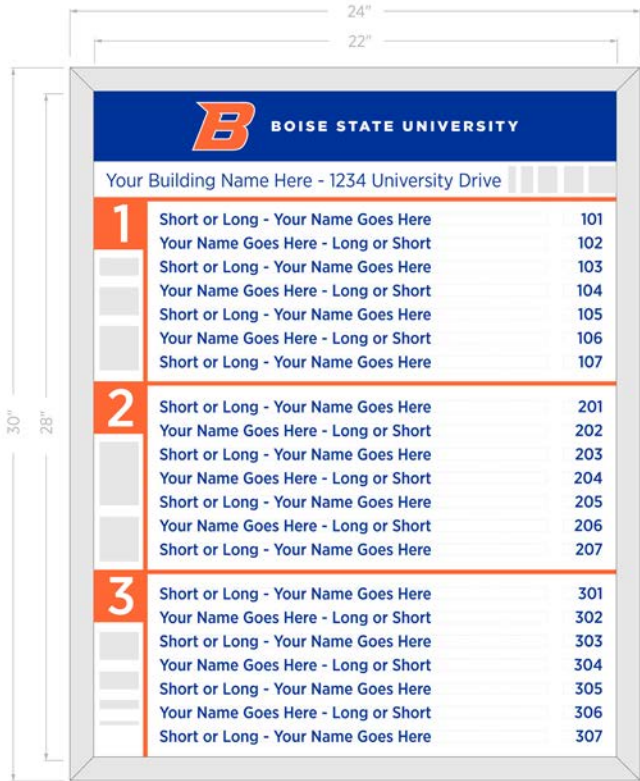 24"
22"
30"
28"
B BOISE STATE UNIVERSITY
Your Building Name Here - 1234 University Drive
1
Short or Long - Your Name Goes Here 101
Your Name Goes Here - Long or Short 102
Short or Long - Your Name Goes Here 103
Your Name Goes Here - Long or Short 104
Short or Long - Your Name Goes Here 105
Your Name Goes Here - Long or Short 106
Short or Long - Your Name Goes Here 107
2
Short or Long - Your Name Goes Here 201
Your Name Goes Here - Long or Short 202
Short or Long - Your Name Goes Here 203
Your Name Goes Here - Long or Short 204
Short or Long - Your Name Goes Here 205
Your Name Goes Here - Long or Short 206
Short or Long - Your Name Goes Here 207
3
Short or Long - Your Name Goes Here 301
Your Name Goes Here - Long or Short 302
Short or Long - Your Name Goes Here 303
Your Name Goes Here - Long or Short 304
Short or Long - Your Name Goes Here 305
Your Name Goes Here - Long or Short 306
Short or Long - Your Name Goes Here 307